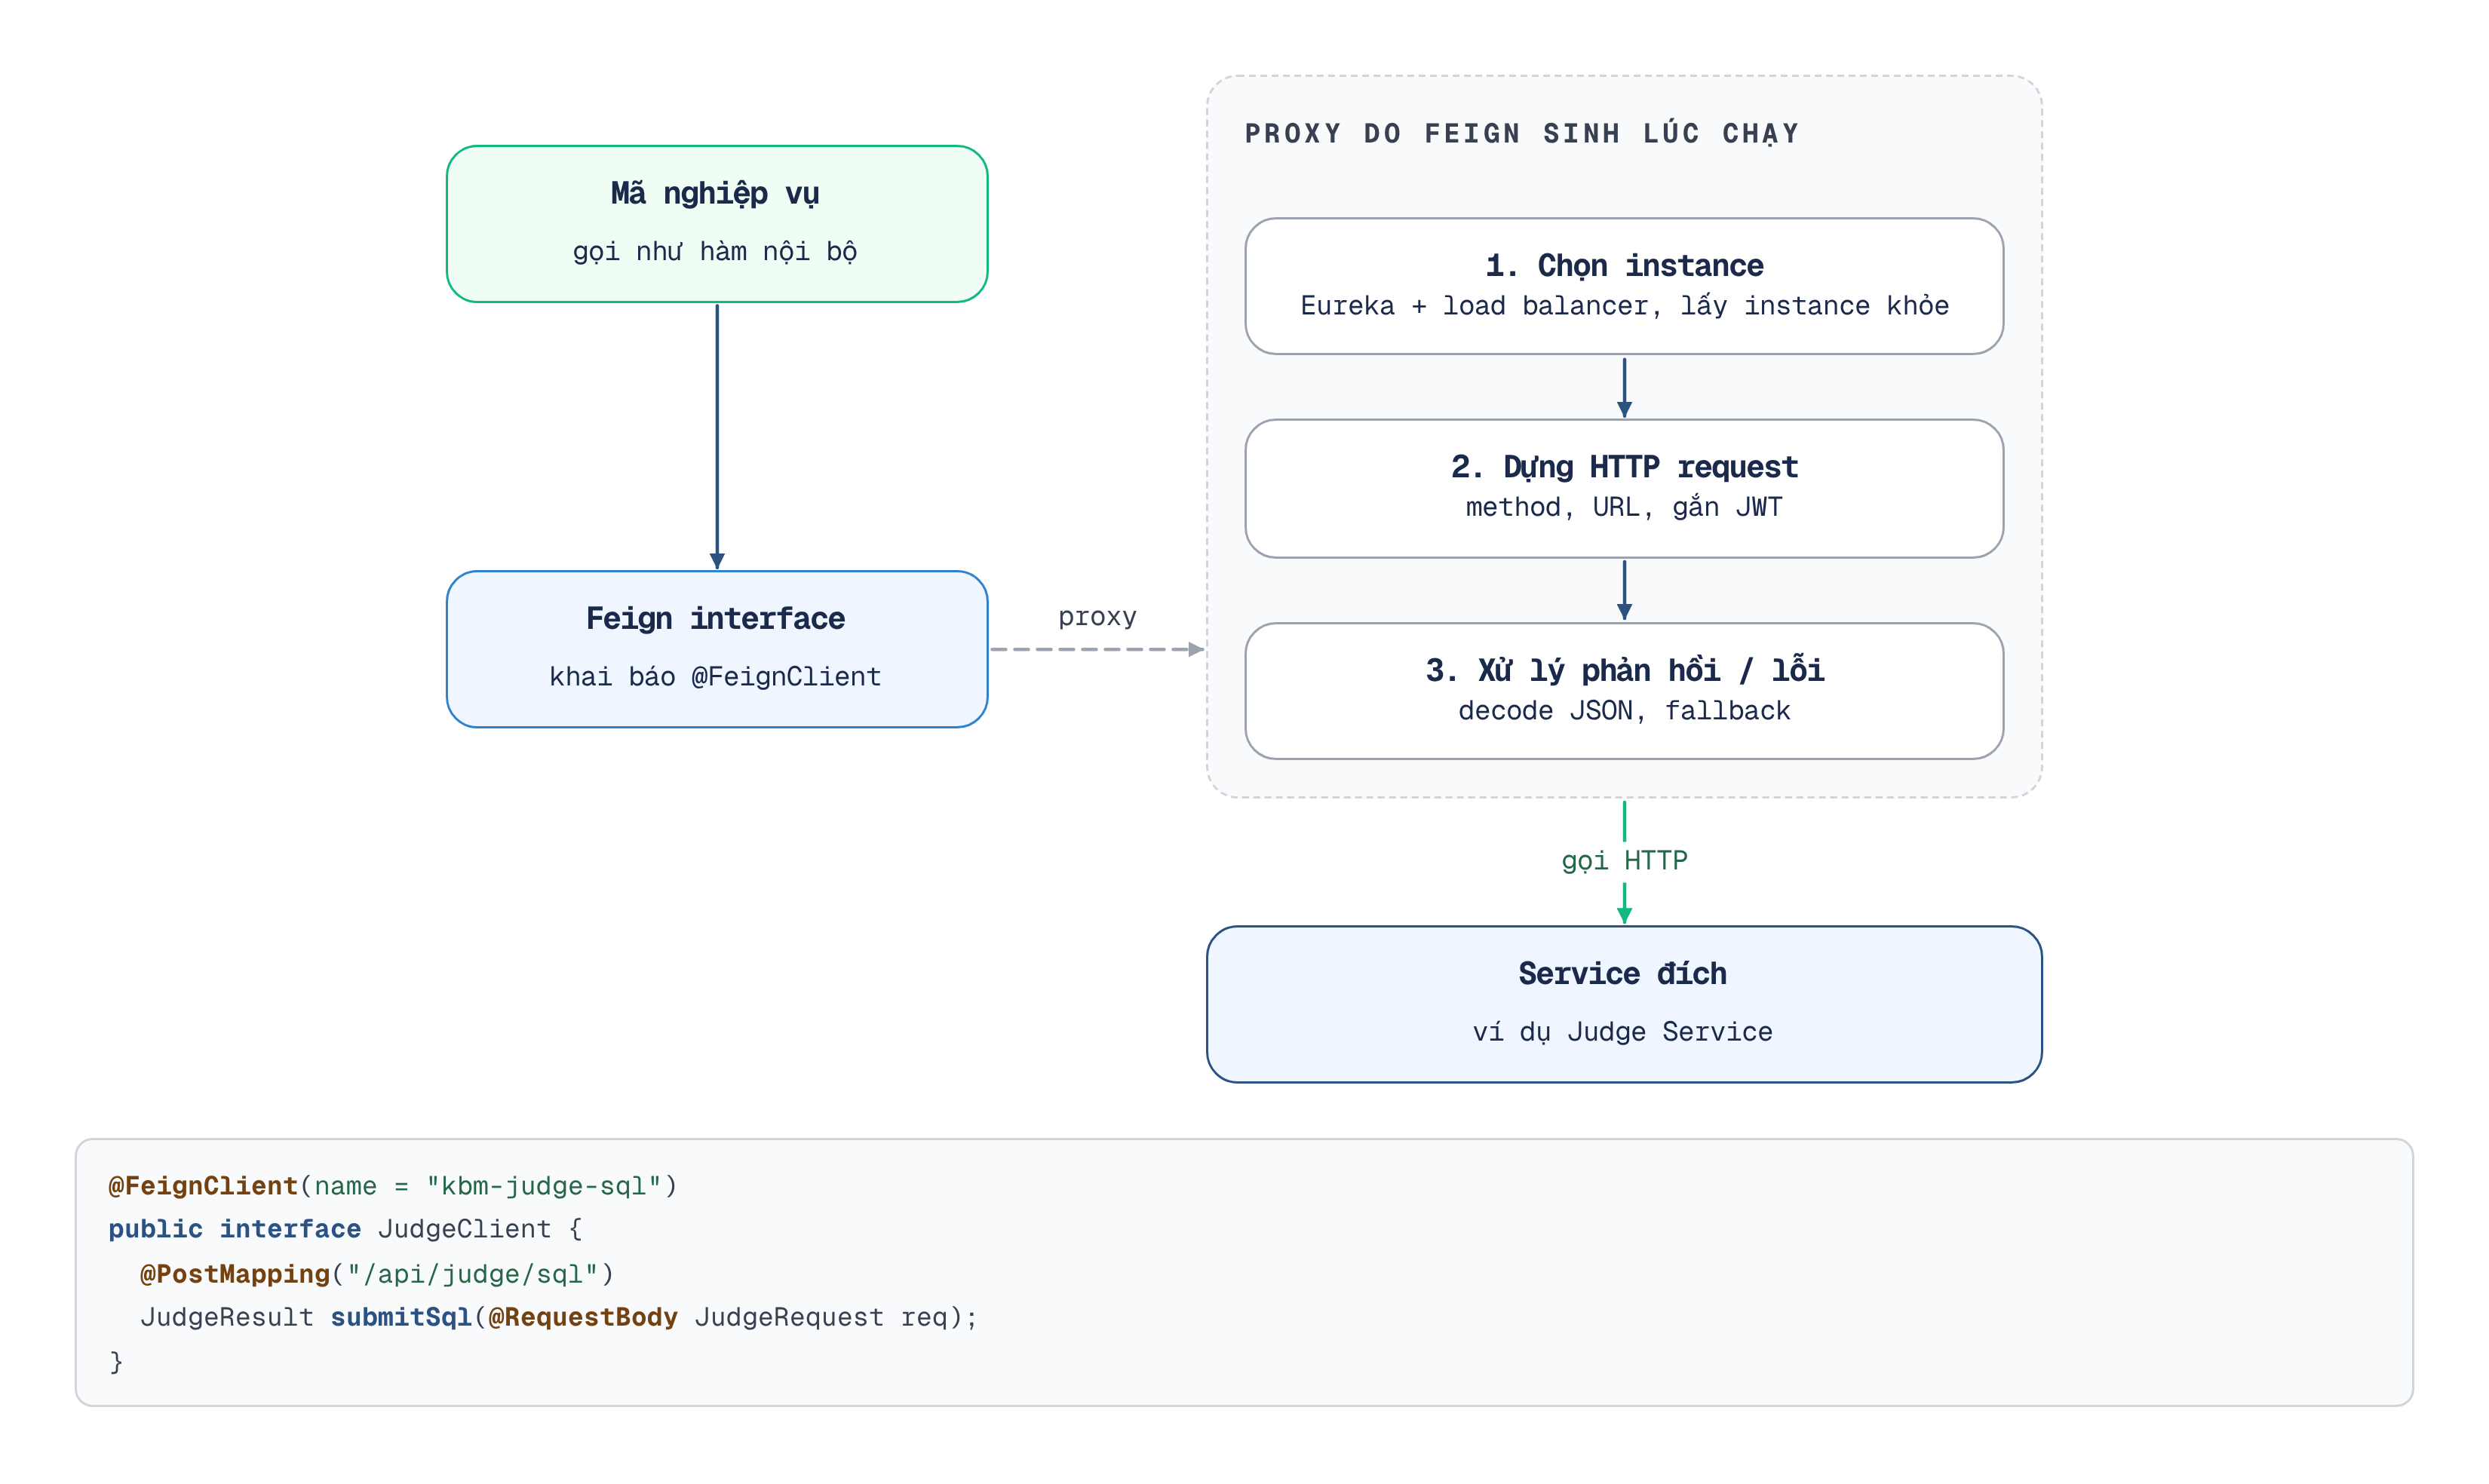 Mã nghiệp vụ
gọi như hàm nội bộ
Feign interface
khai báo @FeignClient
proxy
PROXY DO FEIGN SINH LÚC CHẠY
1. Chọn instance
Eureka + load balancer, lấy instance khỏe
2. Dựng HTTP request
method, URL, gắn JWT
3. Xử lý phản hồi / lỗi
decode JSON, fallback
gọi HTTP
Service đích
ví dụ Judge Service
@FeignClient(name = "kbm-judge-sql")
public interface JudgeClient {
  @PostMapping("/api/judge/sql")
  JudgeResult submitSql(@RequestBody JudgeRequest req);
}